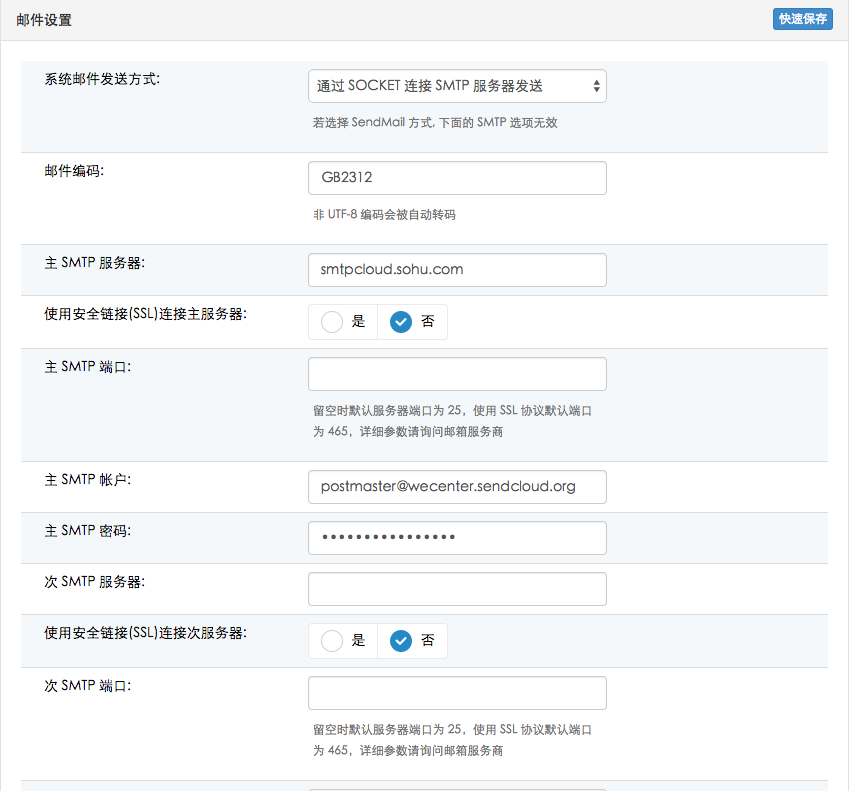 邮件设置
快速保存
系统邮件发送方式:
通过 SOCKET 连接 SMTP 服务器发送
若选择 SendMail 方式, 下面的 SMTP 选项无效
邮件编码:
GB2312
非 UTF-8 编码会被自动转码
主 SMTP 服务器:
smtpcloud.sohu.com
使用安全链接(SSL)连接主服务器:
是
否
主 SMTP 端口:
留空时默认服务器端口为 25，使用 SSL 协议默认端口
为 465，详细参数请询问邮箱服务商
主 SMTP 帐户:
postmaster@wecenter.sendcloud.org
主 SMTP 密码:
••••••••••••••••
次 SMTP 服务器:
使用安全链接(SSL)连接次服务器:
是
否
次 SMTP 端口:
留空时默认服务器端口为 25，使用 SSL 协议默认端口
为 465，详细参数请询问邮箱服务商